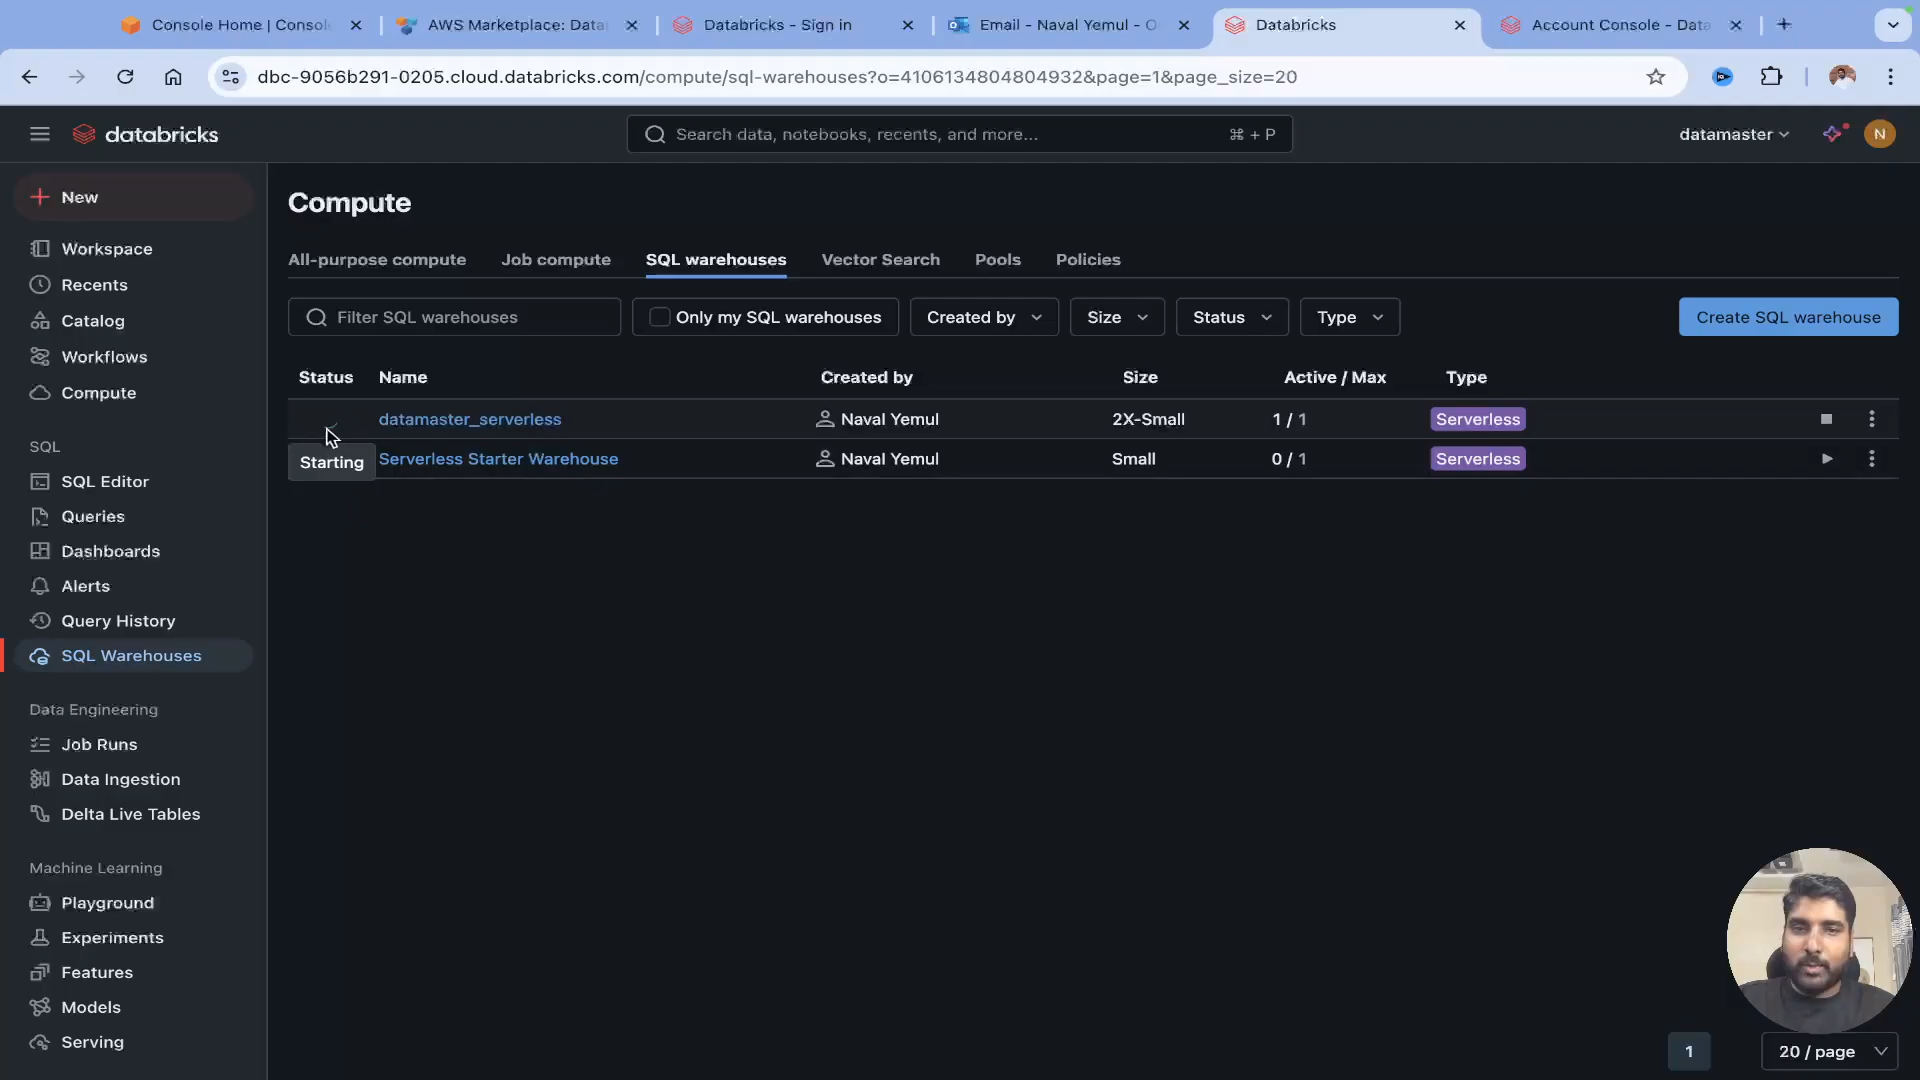 Console Home | Consol
AWS Marketplace: Data
Databricks - Sign in
Email - Naval Yemul - O
Databricks
Account Console - Data
dbc-9056b291-0205.cloud.databricks.com/compute/sql-warehouses?o=4106134804804932&page=1&page_size=20
databricks
Search data, notebooks, recents, and more...
⌘ + P
datamaster
N
New
Workspace
Recents
Catalog
Workflows
Compute
SQL
SQL Editor
Queries
Dashboards
Alerts
Query History
SQL Warehouses
Data Engineering
Job Runs
Data Ingestion
Delta Live Tables
Machine Learning
Playground
Experiments
Features
Models
Serving
Compute
All-purpose compute Job compute SQL warehouses Vector Search Pools Policies
Filter SQL warehouses Only my SQL warehouses Created by Size Status Type Create SQL warehouse
Status Name Created by Size Active / Max Type
datamaster_serverless Naval Yemul 2X-Small 1 / 1 Serverless
Starting Serverless Starter Warehouse Naval Yemul Small 0 / 1 Serverless
1 20 / page